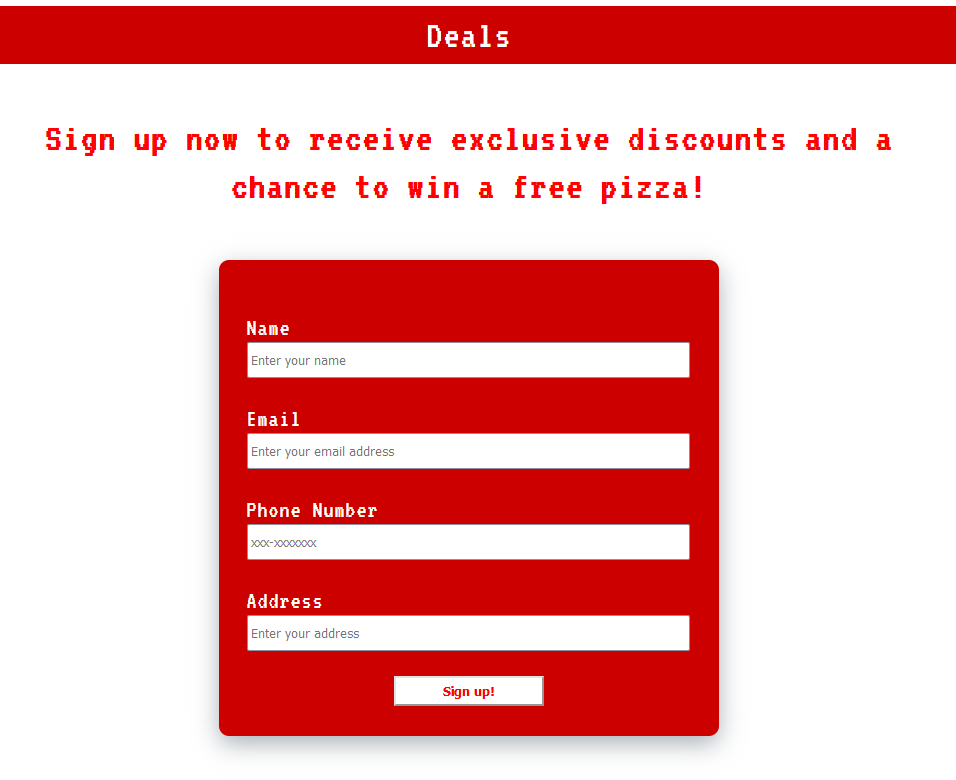 Deals
Sign up now to receive exclusive discounts and a
chance to win a free pizza!
Name
Enter your name
Email
Enter your email address
Phone Number
xxx-xxxxxxx
Address
Enter your address
Sign up!